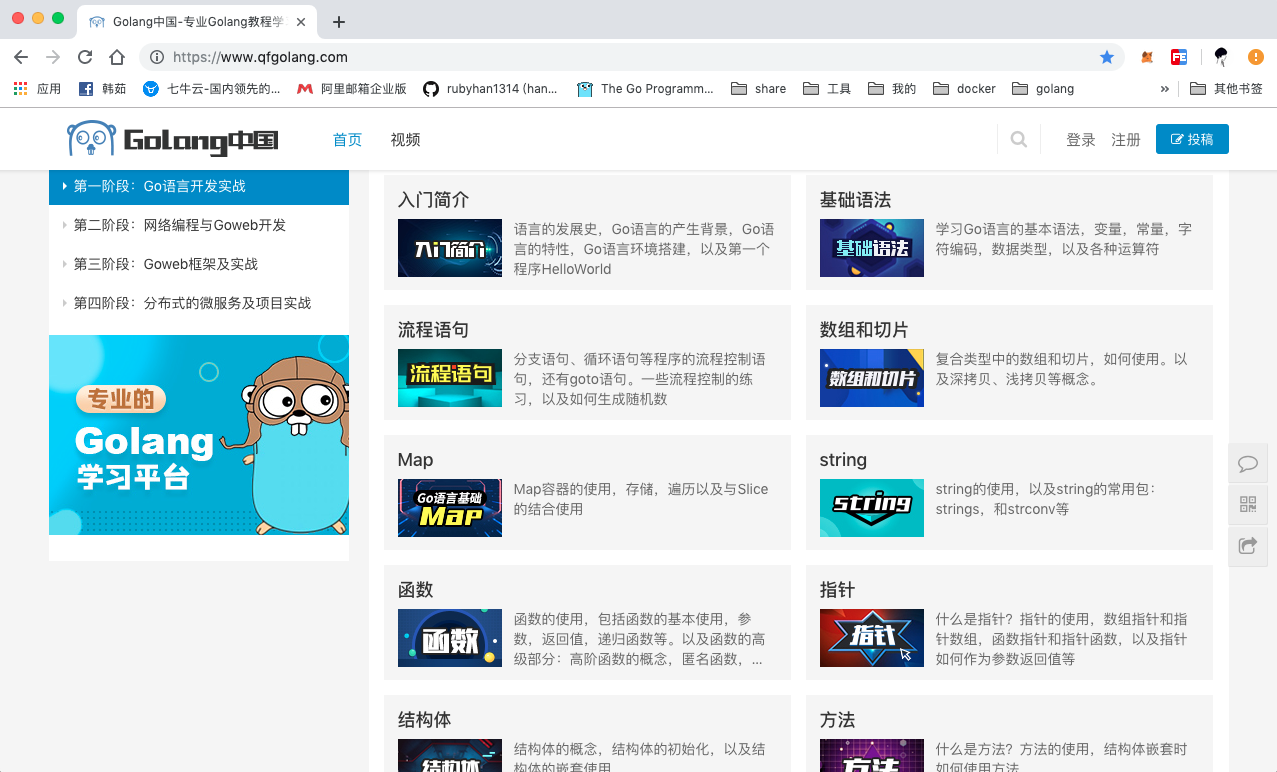 Golang中国-专业Golang教程学
https://www.qfgolang.com
应用
韩茹
七牛云-国内领先的...
阿里邮箱企业版
rubyhan1314 (han...
The Go Programm...
share
工具
我的
docker
golang
»
其他书签
Golang中国
首页
视频
登录
注册
投稿
第一阶段：Go语言开发实战
第二阶段：网络编程与Goweb开发
第三阶段：Goweb框架及实战
第四阶段：分布式的微服务及项目实战
专业的
Golang
学习平台
入门简介
入门简介
语言的发展史，Go语言的产生背景，Go语
言的特性，Go语言环境搭建，以及第一个
程序HelloWorld
基础语法
基础语法
学习Go语言的基本语法，变量，常量，字
符编码，数据类型，以及各种运算符
流程语句
流程语句
分支语句、循环语句等程序的流程控制语
句，还有goto语句。一些流程控制的练
习，以及如何生成随机数
数组和切片
数组和切片
复合类型中的数组和切片，如何使用。以
及深拷贝、浅拷贝等概念。
Map
Go语言基础
Map
Map容器的使用，存储，遍历以及与Slice
的结合使用
string
string
string的使用，以及string的常用包：
strings，和strconv等
函数
函数
函数的使用，包括函数的基本使用，参
数，返回值，递归函数等。以及函数的高
级部分：高阶函数的概念，匿名函数，...
指针
指针
什么是指针？指针的使用，数组指针和指
针数组，函数指针和指针函数，以及指针
如何作为参数返回值等
结构体
结构体
结构体的概念，结构体的初始化，以及结
构体的嵌套使用
方法
方法
什么是方法？方法的使用，结构体嵌套时
如何使用方法